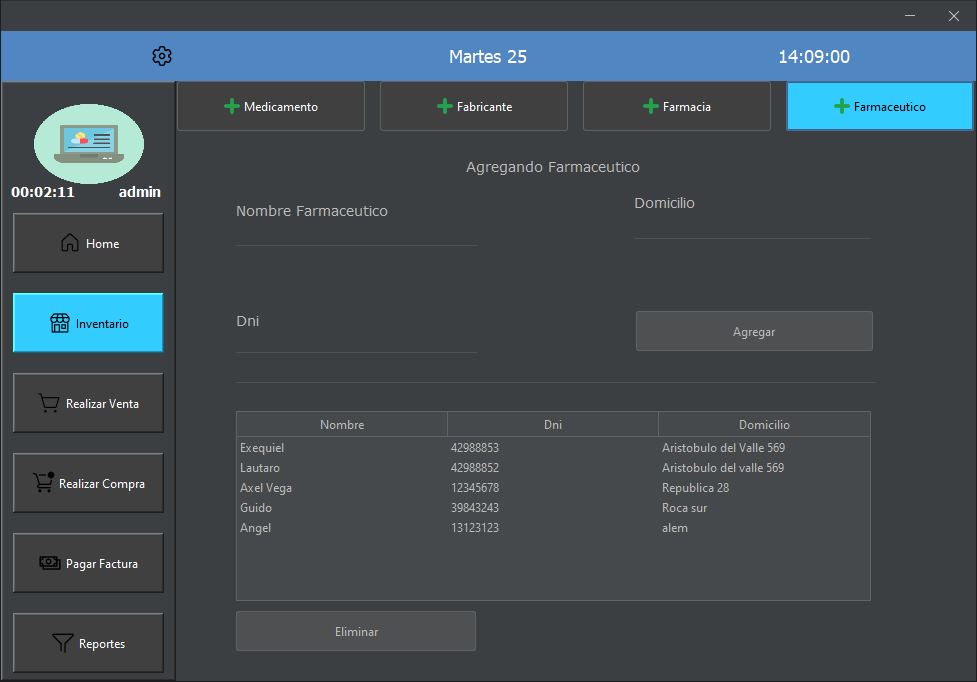 Martes 25
14:09:00
Medicamento
Fabricante
Farmacia
Farmaceutico
00:02:11 admin
Home
Inventario
Realizar Venta
Realizar Compra
Pagar Factura
Reportes
Agregando Farmaceutico
Nombre Farmaceutico
Domicilio
Dni
Agregar
Nombre Dni Domicilio
Exequiel 42988853 Aristobulo del Valle 569
Lautaro 42988852 Aristobulo del valle 569
Axel Vega 12345678 Republica 28
Guido 39843243 Roca sur
Angel 13123123 alem
Eliminar